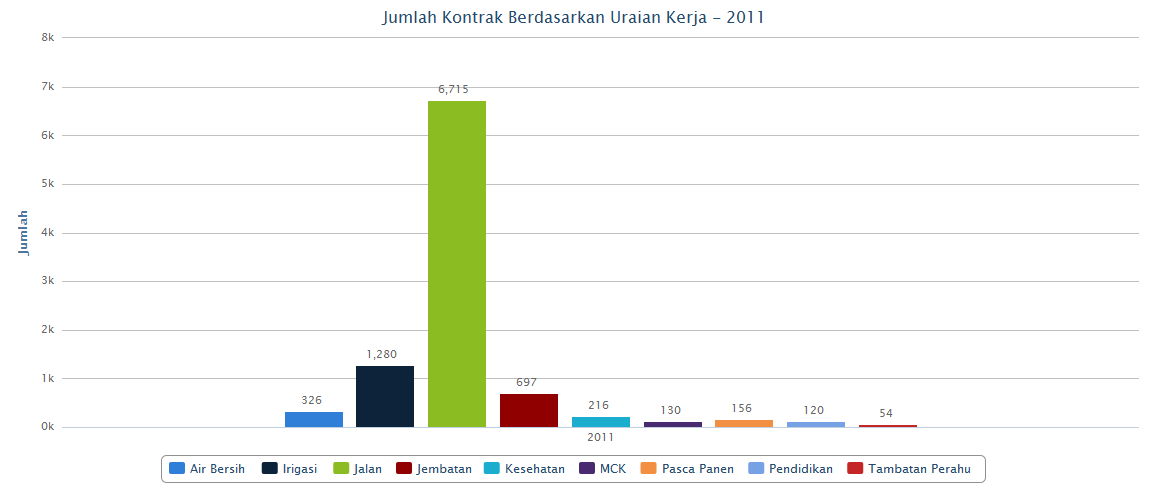 Jumlah Kontrak Berdasarkan Uraian Kerja - 2011
8k
7k
6k
5k
4k
3k
2k
1k
0k
Jumlah
326
1,280
6,715
697
216
130
156
120
54
2011
Air Bersih Irigasi Jalan Jembatan Kesehatan MCK Pasca Panen Pendidikan Tambatan Perahu